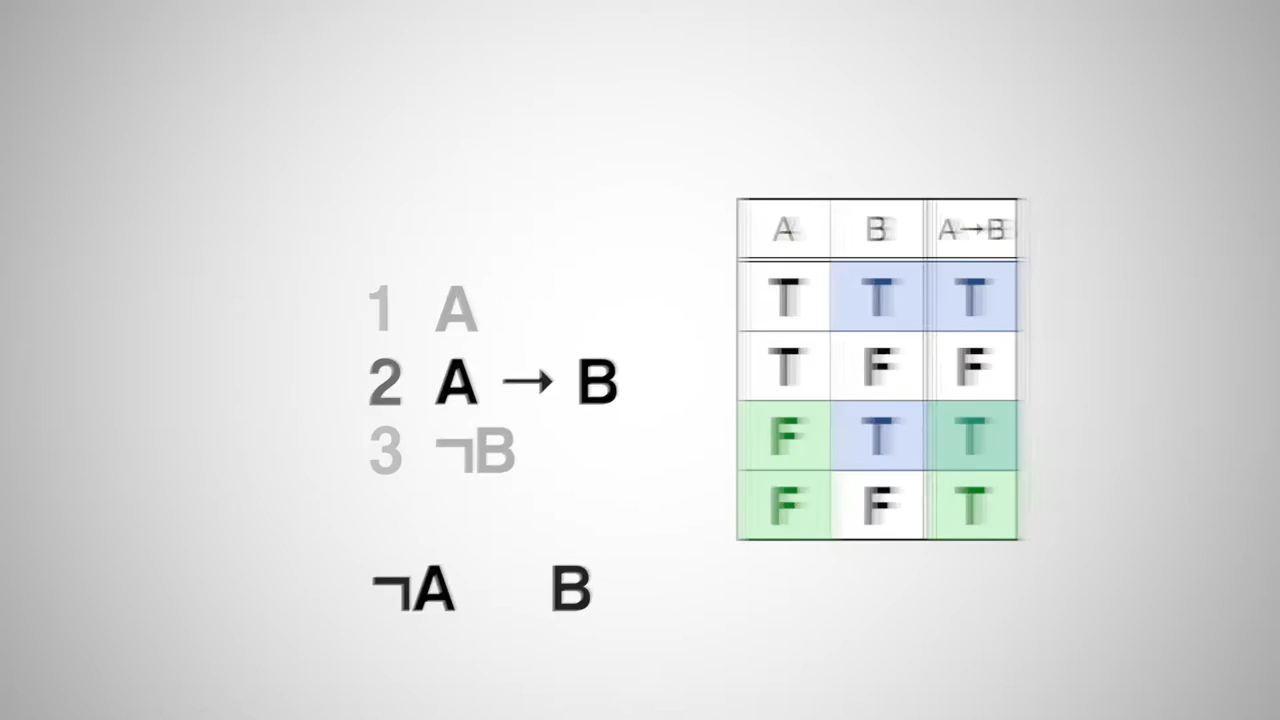 1 A
2 A → B
3 ¬B
¬A B
A B A→B
T T T
T F F
F T T
F F T